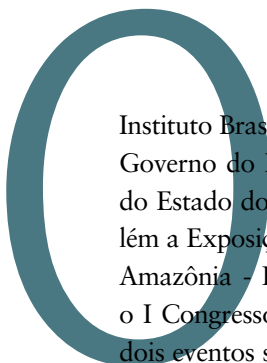 O
Instituto Bras
Governo do
do Estado do
lém a Exposiç
Amazônia -
o I Congresso
dois eventos s